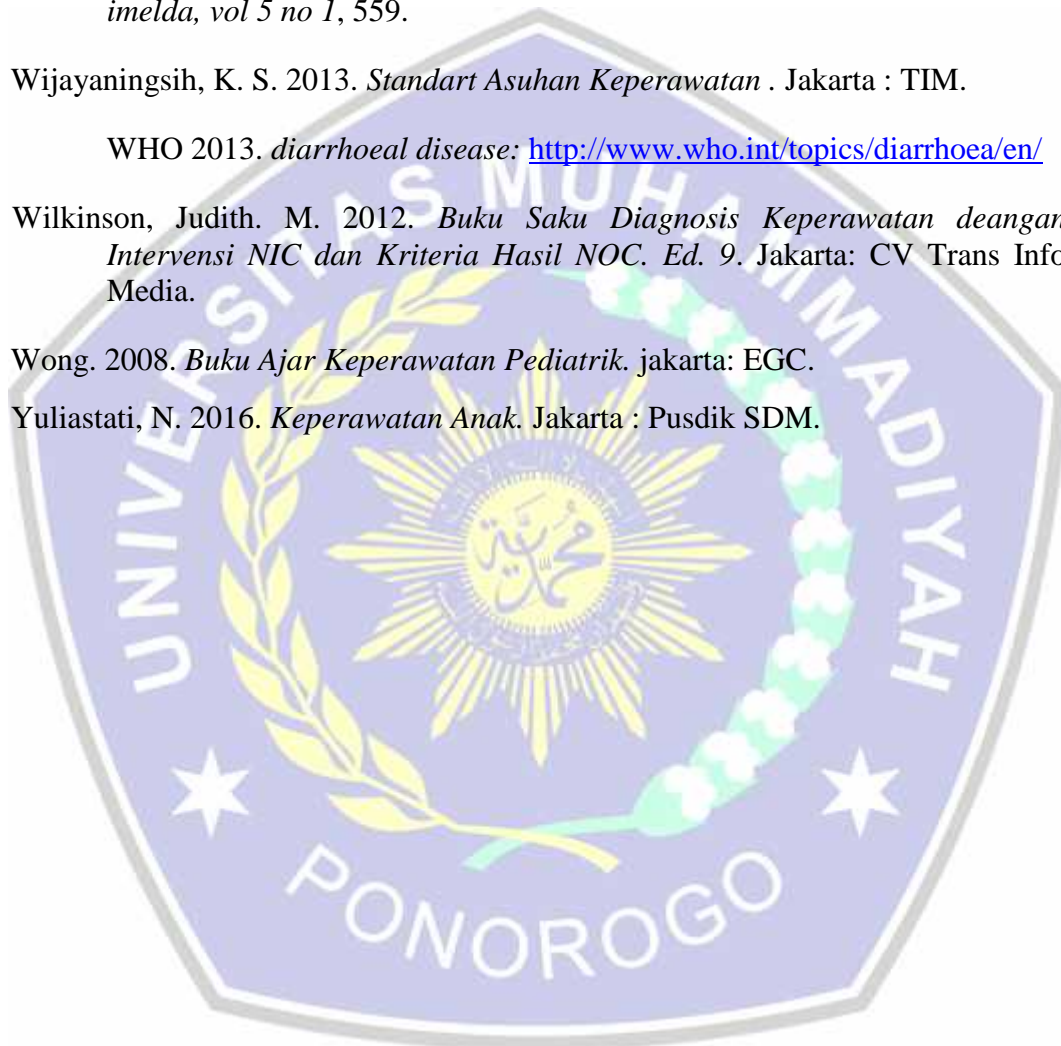 imelda, vol 5 no 1, 559.
Wijayaningsih, K. S. 2013. Standart Asuhan Keperawatan . Jakarta : TIM.
WHO 2013. diarrhoeal disease: http://www.who.int/topics/diarrhoea/en/
Wilkinson, Judith. M. 2012. Buku Saku Diagnosis Keperawatan deangan
Intervensi NIC dan Kriteria Hasil NOC. Ed. 9. Jakarta: CV Trans Info
Media.
Wong. 2008. Buku Ajar Keperawatan Pediatrik. jakarta: EGC.
Yuliastati, N. 2016. Keperawatan Anak. Jakarta : Pusdik SDM.
UNIVERSITAS MUHAMMADIYAH
محمدية
PONOROGO